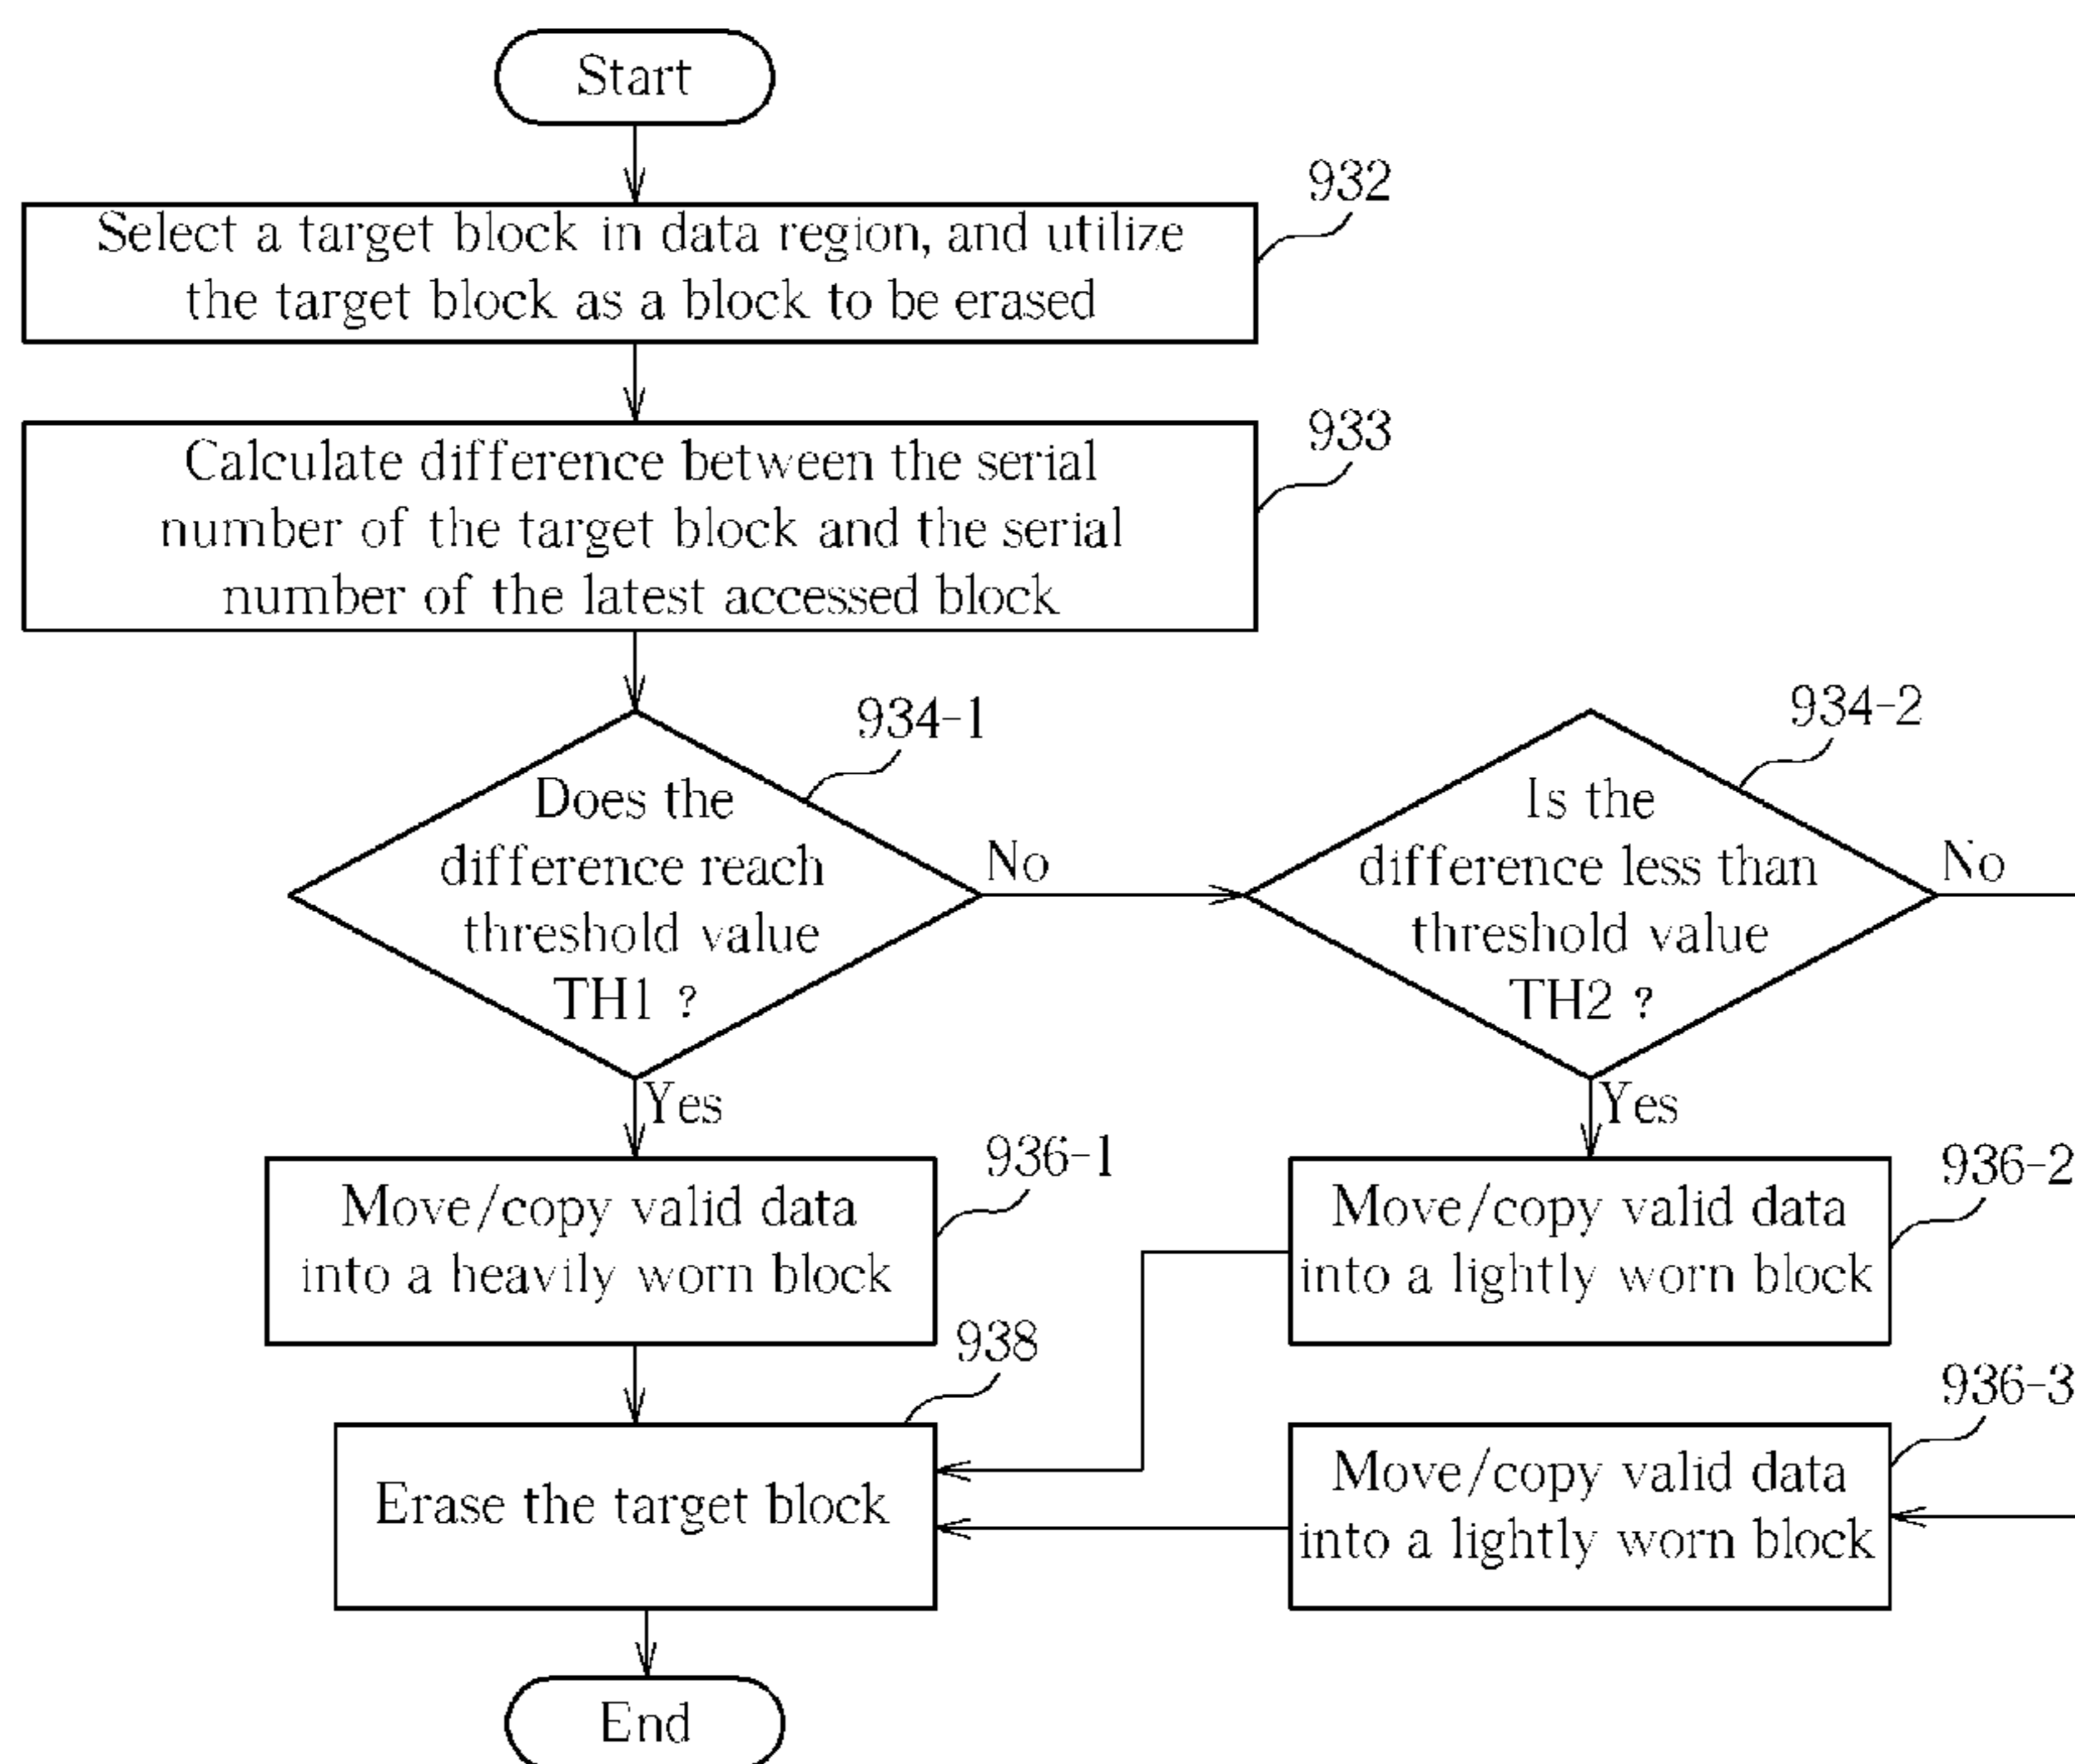 Start
932
Select a target block in data region, and utilize
the target block as a block to be erased
933
Calculate difference between the serial
number of the target block and the serial
number of the latest accessed block
934-1
Does the
difference reach
threshold value
TH1 ?
No
934-2
Is the
difference less than
threshold value
TH2 ?
No
Yes
Yes
936-1
Move/copy valid data
into a heavily worn block
936-2
Move/copy valid data
into a lightly worn block
938
Erase the target block
936-3
Move/copy valid data
into a lightly worn block
End